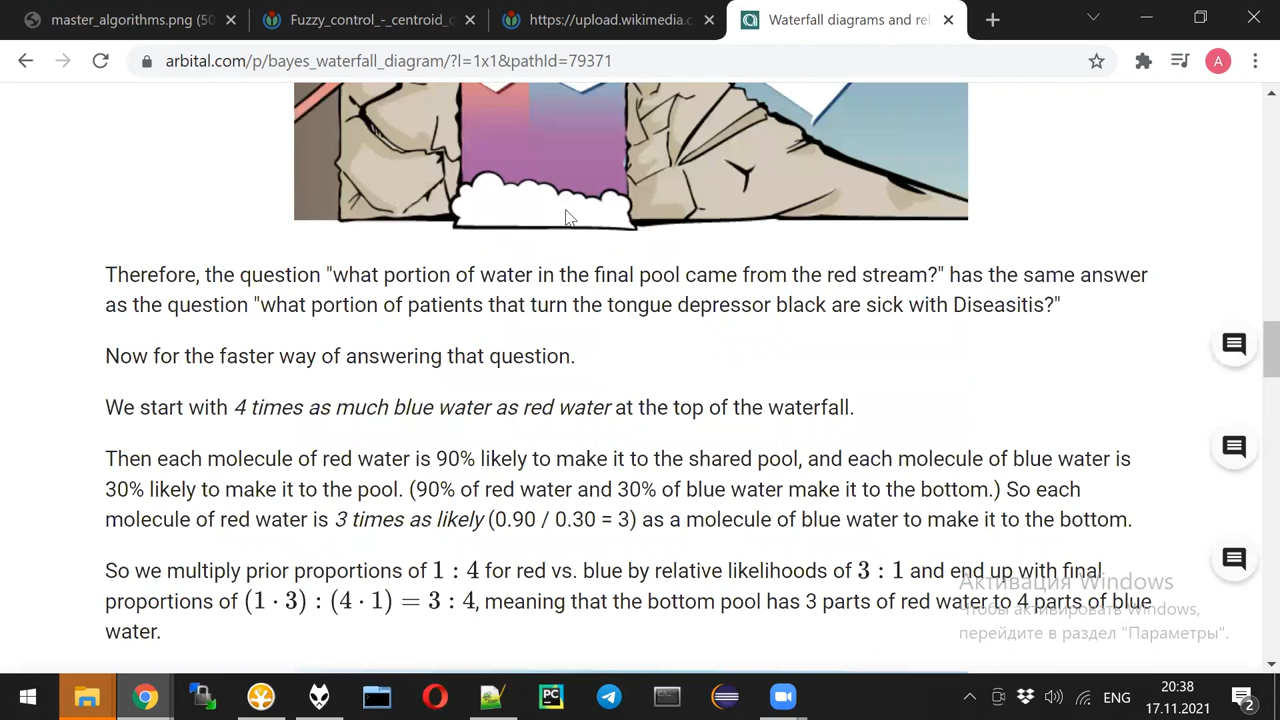 master_algorithms.png (50
Fuzzy_control_-_centroid_d
https://upload.wikimedia.c
Waterfall diagrams and rel
arbital.com/p/bayes_waterfall_diagram/?l=1x1&pathId=79371
A
Therefore, the question "what portion of water in the final pool came from the red stream?" has the same answer
as the question "what portion of patients that turn the tongue depressor black are sick with Diseasitis?"
Now for the faster way of answering that question.
We start with 4 times as much blue water as red water at the top of the waterfall.
Then each molecule of red water is 90% likely to make it to the shared pool, and each molecule of blue water is
30% likely to make it to the pool. (90% of red water and 30% of blue water make it to the bottom.) So each
molecule of red water is 3 times as likely (0.90 / 0.30 = 3) as a molecule of blue water to make it to the bottom.
So we multiply prior proportions of 1 : 4 for red vs. blue by relative likelihoods of 3 : 1 and end up with final
proportions of (1 · 3) : (4 · 1) = 3 : 4, meaning that the bottom pool has 3 parts of red water to 4 parts of blue
water.
Активация Windows
Чтобы активировать Windows,
перейдите в раздел "Параметры".
PC
ENG
20:38
17.11.2021
2